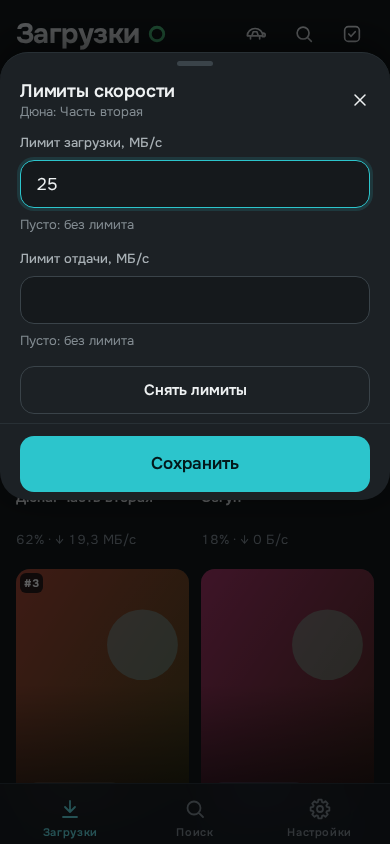 Загрузки
Лимиты скорости
Дюна: Часть вторая
Лимит загрузки, МБ/с
25
Пусто: без лимита
Лимит отдачи, МБ/с
Пусто: без лимита
Снять лимиты
Сохранить
62% · ↓ 19,3 МБ/с
18% · ↓ 0 Б/с
#3
Загрузки
Поиск
Настройки